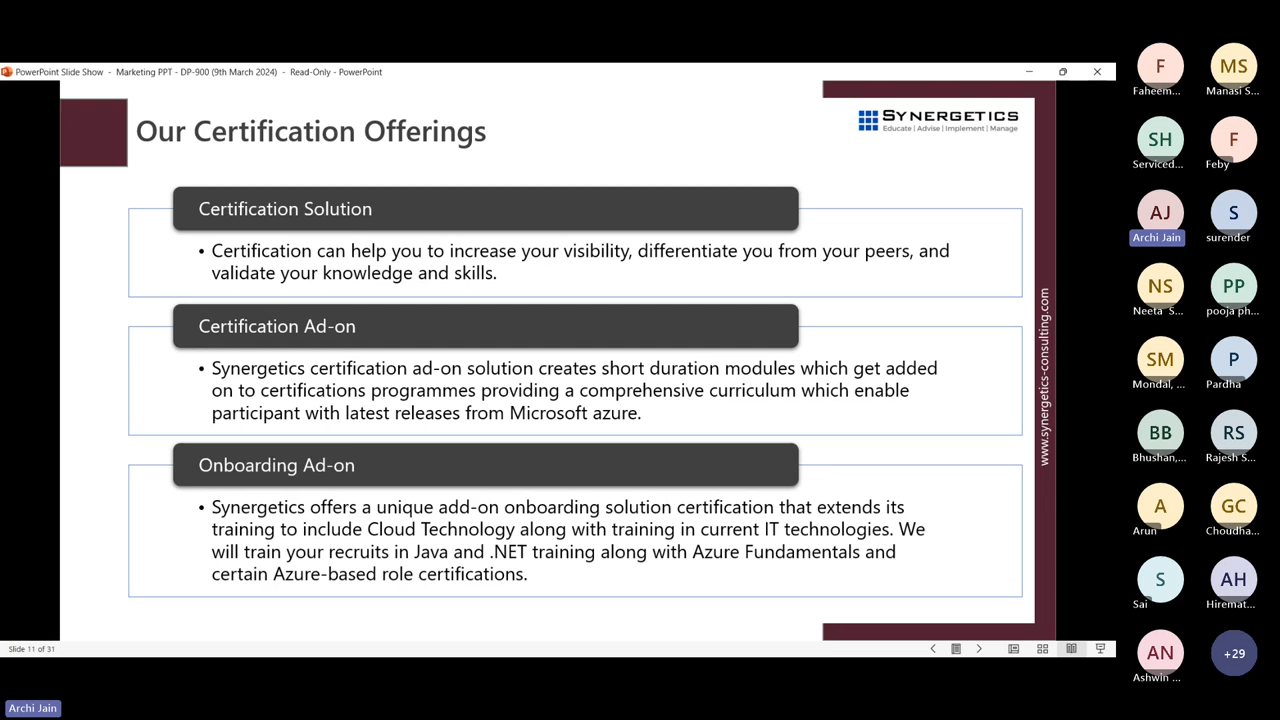 PowerPoint Slide Show - Marketing PPT - DP-900 (9th March 2024) - Read-Only - PowerPoint
Our Certification Offerings
SYNERGETICS
Educate | Advise | Implement | Manage
Certification Solution
• Certification can help you to increase your visibility, differentiate you from your peers, and
validate your knowledge and skills.
Certification Ad-on
• Synergetics certification ad-on solution creates short duration modules which get added
on to certifications programmes providing a comprehensive curriculum which enable
participant with latest releases from Microsoft azure.
Onboarding Ad-on
• Synergetics offers a unique add-on onboarding solution certification that extends its
training to include Cloud Technology along with training in current IT technologies. We
will train your recruits in Java and .NET training along with Azure Fundamentals and
certain Azure-based role certifications.
www.synergetics-consulting.com
Slide 11 of 31
Archi Jain
F
Faheem...
MS
Manasi S...
SH
Serviced...
F
Feby
AJ
Archi Jain
S
surender
NS
Neeta S...
PP
pooja ph...
SM
Mondal, ...
P
Pardha
BB
Bhushan,...
RS
Rajesh S...
A
Arun
GC
Choudha...
S
Sai
AH
Hiremat...
AN
Ashwin ...
+29